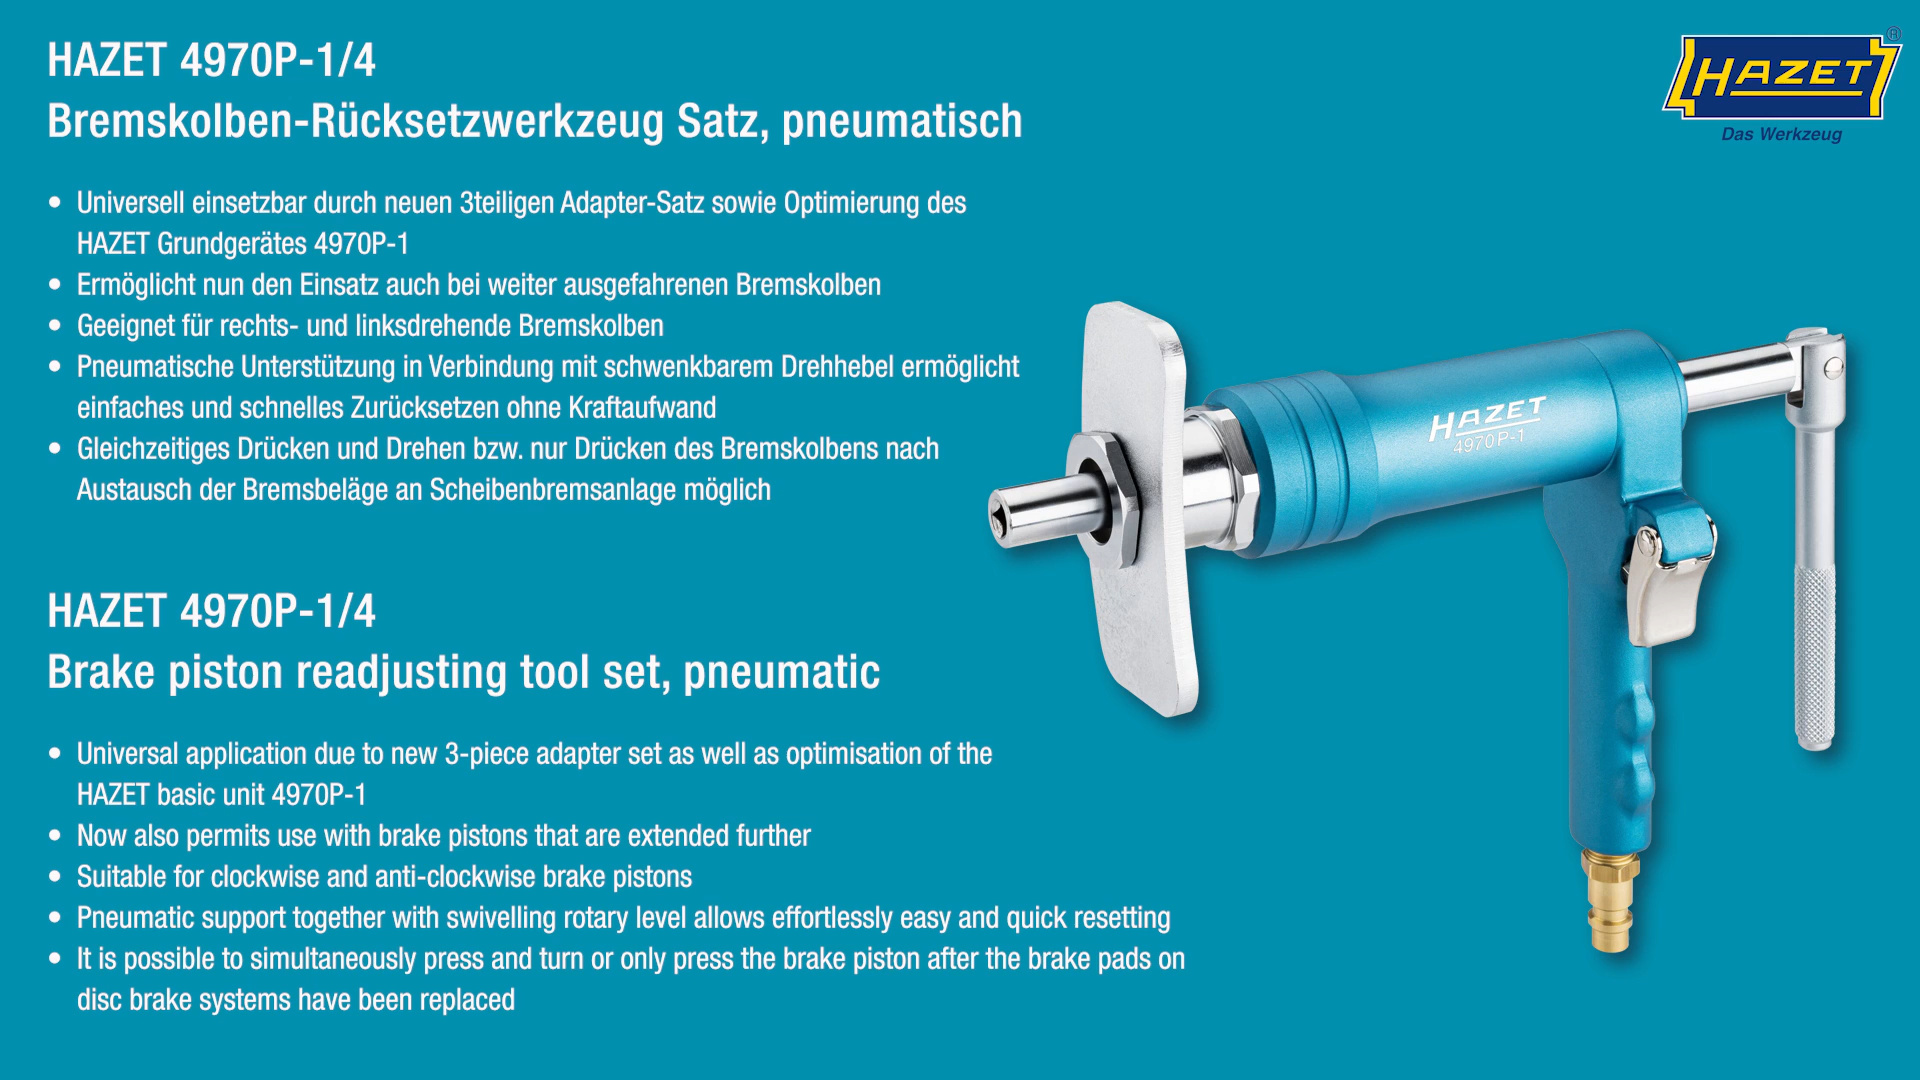 HAZET 4970P-1/4
Bremskolben-Rücksetzwerkzeug Satz, pneumatisch
• Universell einsetzbar durch neuen 3teiligen Adapter-Satz sowie Optimierung des
HAZET Grundgerätes 4970P-1
• Ermöglicht nun den Einsatz auch bei weiter ausgefahrenen Bremskolben
• Geeignet für rechts- und linksdrehende Bremskolben
• Pneumatische Unterstützung in Verbindung mit schwenkbarem Drehhebel ermöglicht
einfaches und schnelles Zurücksetzen ohne Kraftaufwand
• Gleichzeitiges Drücken und Drehen bzw. nur Drücken des Bremskolbens nach
Austausch der Bremsbeläge an Scheibenbremsanlage möglich
HAZET 4970P-1/4
Brake piston readjusting tool set, pneumatic
• Universal application due to new 3-piece adapter set as well as optimisation of the
HAZET basic unit 4970P-1
• Now also permits use with brake pistons that are extended further
• Suitable for clockwise and anti-clockwise brake pistons
• Pneumatic support together with swivelling rotary level allows effortlessly easy and quick resetting
• It is possible to simultaneously press and turn or only press the brake piston after the brake pads on
disc brake systems have been replaced
HAZET®
Das Werkzeug
HAZET
4970P-1